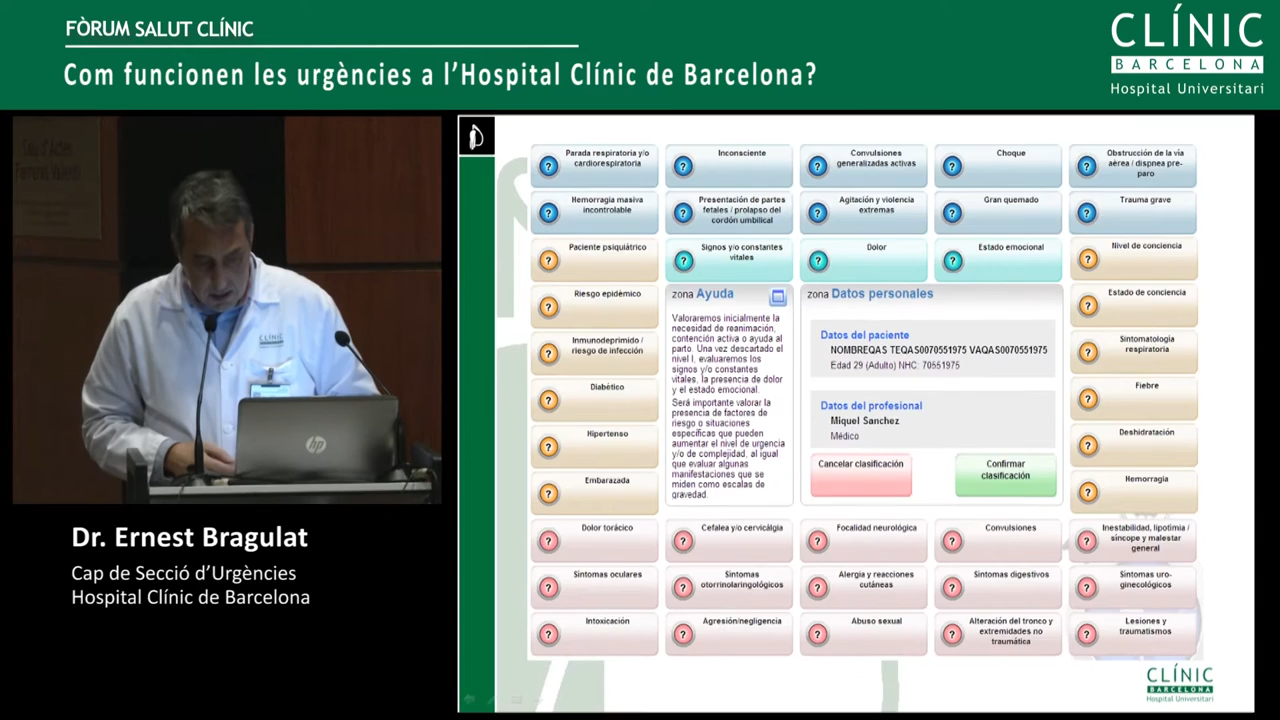 FÒRUM SALUT CLÍNIC
Com funcionen les urgències a l'Hospital Clínic de Barcelona?
CLÍNIC
BARCELONA
Hospital Universitari
Parada respiratoria y/o
cardiorespiratoria
Inconsciente
Convulsiones
generalizadas activas
Choque
Obstrucción de la via
aérea / dispnea pre-
paro
Hemorragia masiva
incontrolable
Presentación de partes
fetales / prolapso del
cordón umbilical
Agitación y violencia
extremas
Gran quemado
Trauma grave
Paciente psiquiátrico
Signos y/o constantes
vitales
Dolor
Estado emocional
Nivel de conciencia
Riesgo epidémico
Inmunodeprimido /
riesgo de infección
Diabético
Hipertenso
Embarazada
zona Ayuda
Valoraremos inicialmente la
necesidad de reanimación,
contención activa o ayuda al
parto. Una vez descartado el
nivel I, evaluaremos los
signos y/o constantes
vitales, la presencia de dolor
y el estado emocional.
Será importante valorar la
presencia de factores de
riesgo o situaciones
específicas que pueden
aumentar el nivel de urgencia
y/o de complejidad, al igual
que evaluar algunas
manifestaciones que se
miden como escalas de
gravedad.
zona Datos personales
Datos del paciente
NOMBREQAS TEQAS0070551975 VAQAS0070551975
Edad 29 (Adulto) NHC: 70551975
Datos del profesional
Miquel Sanchez
Médico
Cancelar clasificación
Confirmar
clasificación
Estado de conciencia
Sintomatología
respiratoria
Fiebre
Deshidratación
Hemorragia
Dolor torácico
Cefalea y/o cervicálgia
Focalidad neurológica
Convulsiones
Inestabilidad, lipotimia /
síncope y malestar
general
Síntomas oculares
Síntomas
otorrinolaringológicos
Alergia y reacciones
cutáneas
Síntomas digestivos
Síntomas uro-
ginecológicos
Intoxicación
Agresión/negligencia
Abuso sexual
Alteración del tronco y
extremidades no
traumática
Lesiones y
traumatismos
CLÍNIC
BARCELONA
Hospital Universitari
CLÍNIC
hp
Dr. Ernest Bragulat
Cap de Secció d'Urgències
Hospital Clínic de Barcelona